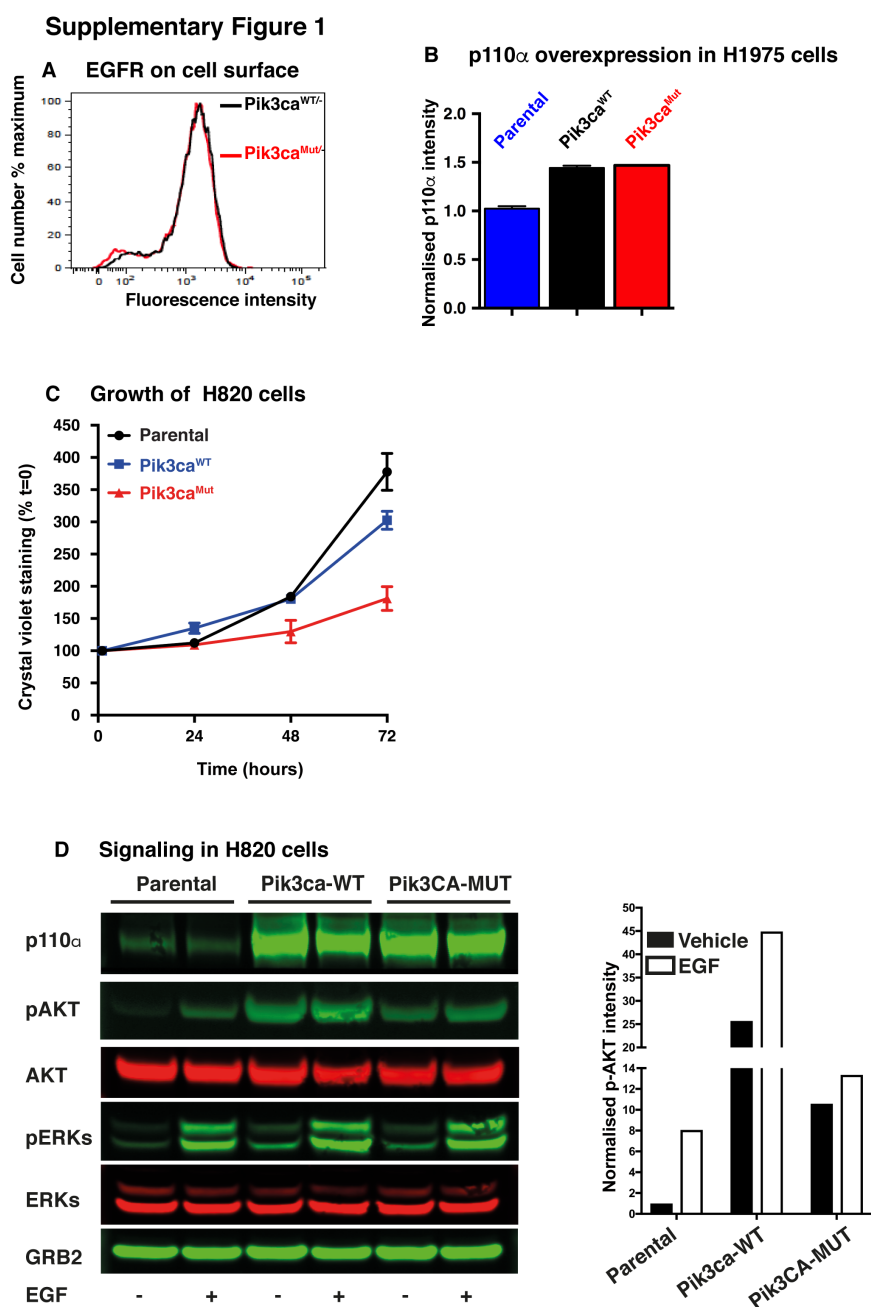 Supplementary Figure 1
A EGFR on cell surface
Cell number % maximum
100
80
60
40
20
0
Pik3caWT/-
Pik3caMut/-
0 10² 10³ 10⁴ 10⁵
Fluorescence intensity
B p110α overexpression in H1975 cells
Normalised p110α intensity
2.0
1.5
1.0
0.5
0.0
Parental
Pik3caWT
Pik3caMut
C Growth of H820 cells
Crystal violet staining (% t=0)
450
400
350
300
250
200
150
100
50
0
Parental
Pik3caWT
Pik3caMut
0 24 48 72
Time (hours)
D Signaling in H820 cells
Parental Pik3ca-WT Pik3CA-MUT
p110α
pAKT
AKT
pERKs
ERKs
GRB2
EGF - + - + - +
Normalised p-AKT intensity
50
45
40
35
30
25
20
14
12
10
8
6
4
2
0
Vehicle
EGF
Parental
Pik3ca-WT
Pik3CA-MUT